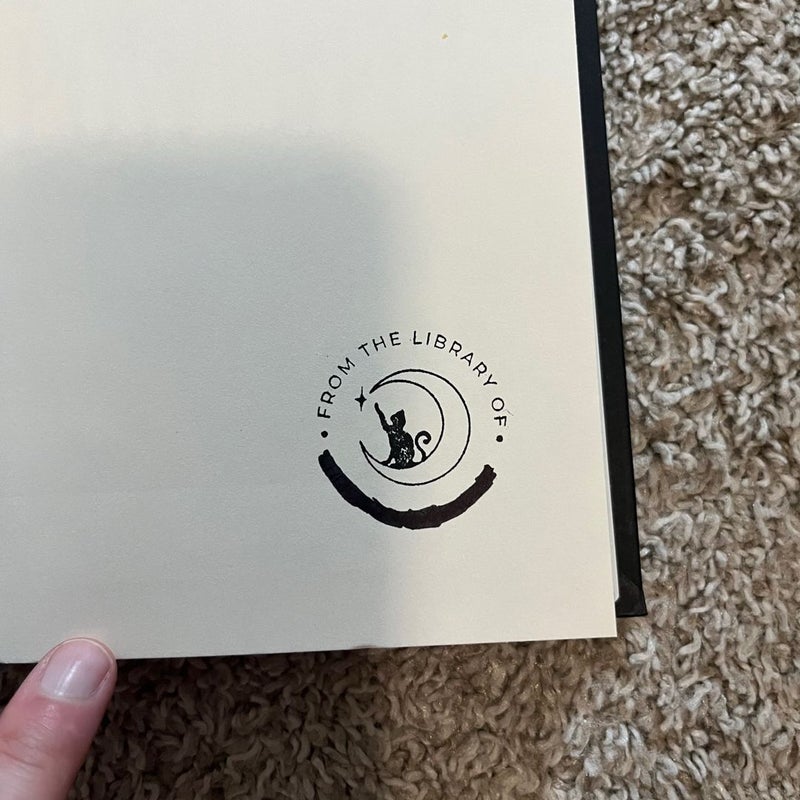 • FROM THE LIBRARY OF •